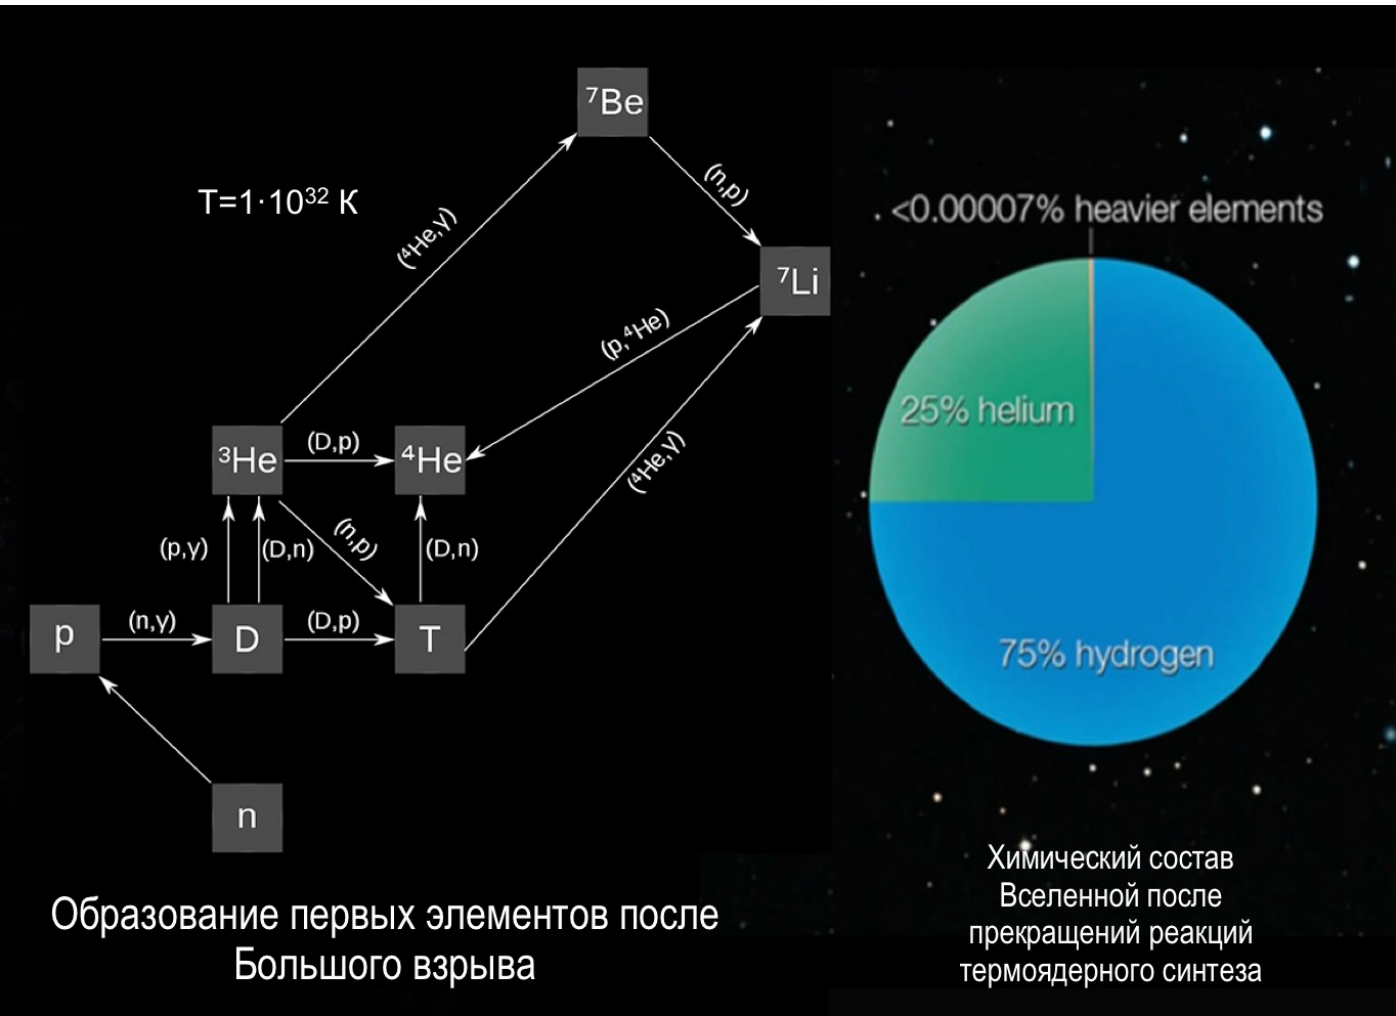 ⁷Be
(n,p)
T=1·10³² К
(⁴He,γ)
⁷Li
(p,⁴He)
³He
(D,p)
⁴He
(⁴He,γ)
(p,γ)
(D,n)
(n,p)
(D,n)
p
(n,γ)
D
(D,p)
T
n
Образование первых элементов после
Большого взрыва
<0.00007% heavier elements
25% helium
75% hydrogen
Химический состав
Вселенной после
прекращений реакций
термоядерного синтеза